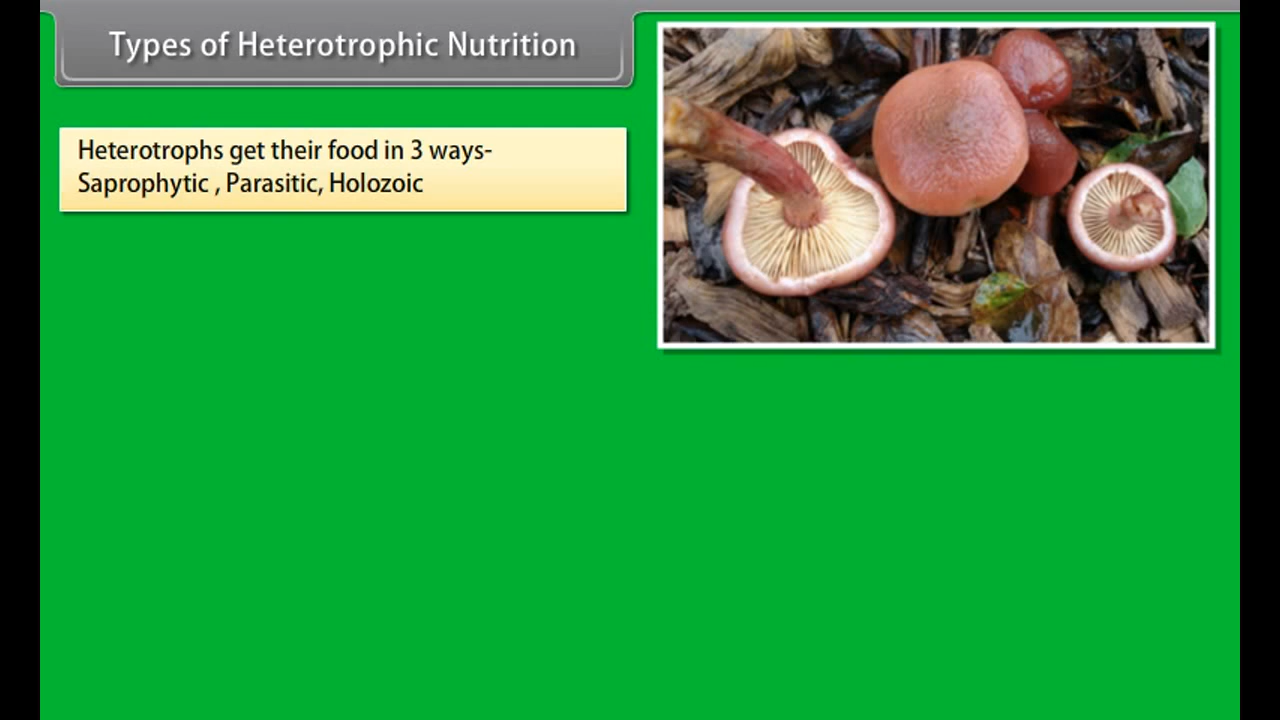 Types of Heterotrophic Nutrition
Heterotrophs get their food in 3 ways-
Saprophytic , Parasitic, Holozoic